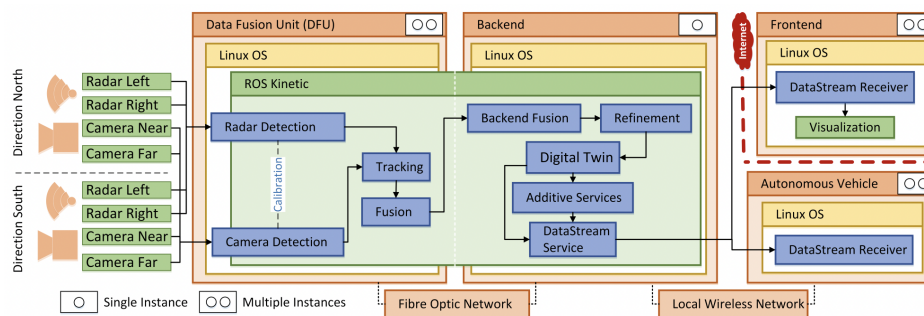 Data Fusion Unit (DFU)
Backend
Frontend
Internet
Linux OS
Linux OS
Linux OS
ROS Kinetic
Direction North
Radar Left
Radar Right
Camera Near
Camera Far
Direction South
Radar Left
Radar Right
Camera Near
Camera Far
Radar Detection
Calibration
Camera Detection
Tracking
Fusion
Backend Fusion
Refinement
Digital Twin
Additive Services
DataStream
Service
DataStream Receiver
Visualization
Autonomous Vehicle
Linux OS
DataStream Receiver
Single Instance
Multiple Instances
Fibre Optic Network
Local Wireless Network